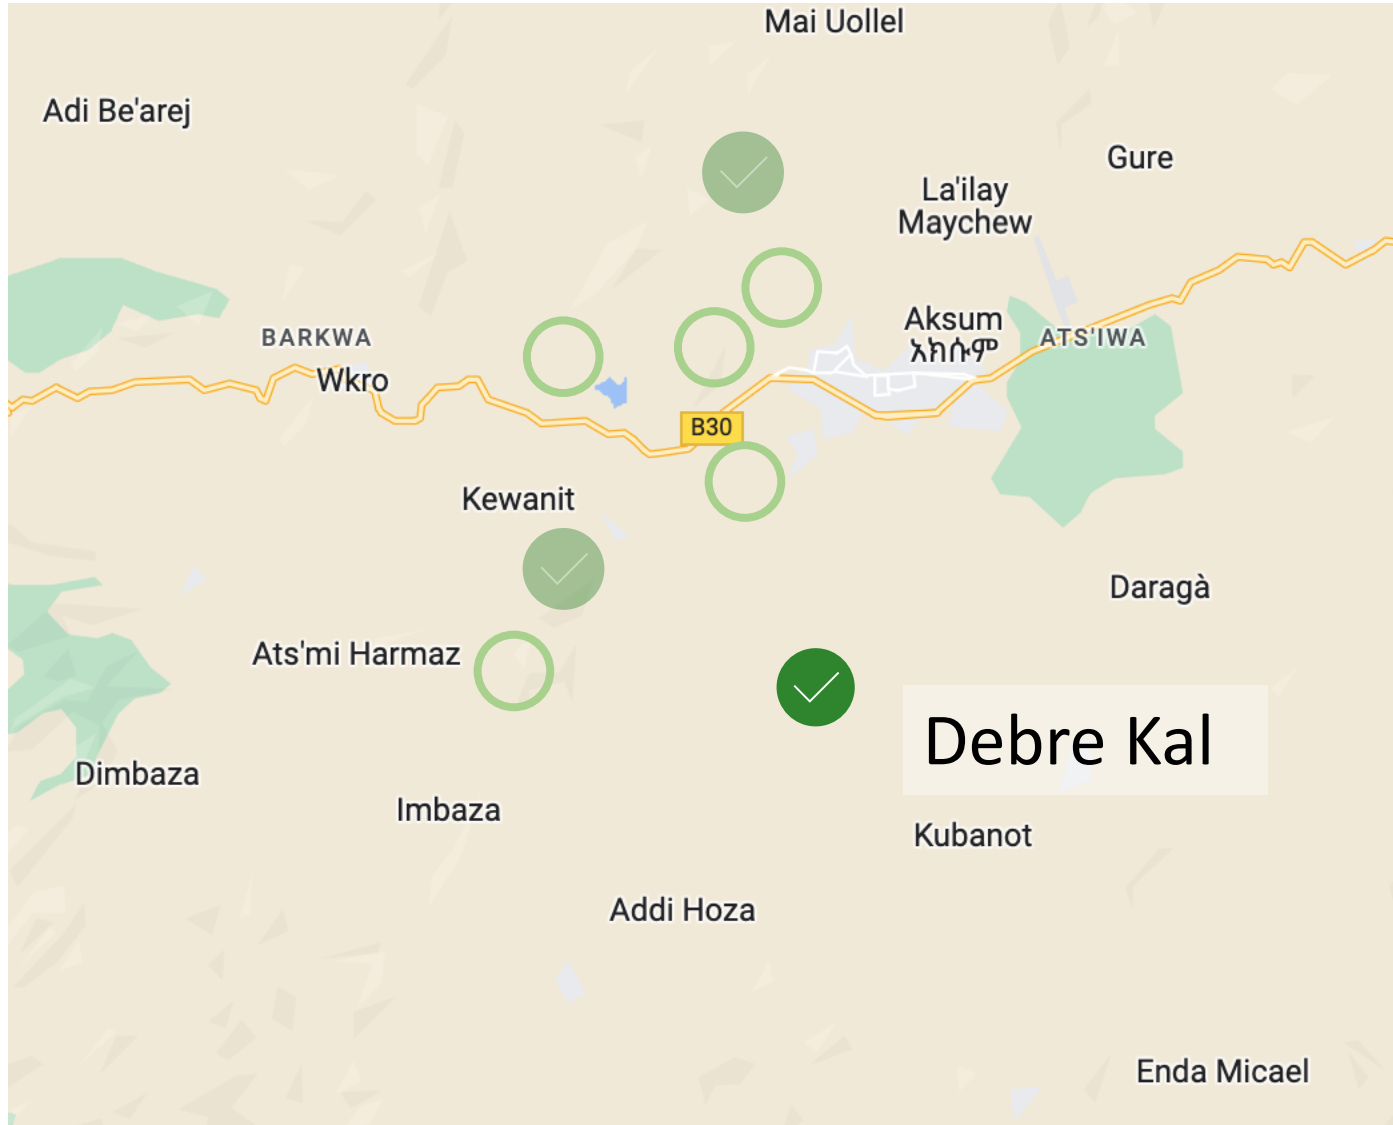 Mai Uollel
Adi Be'arej
Gure
La'ilay
Maychew
Aksum
አክሱም
ATS'IWA
BARKWA
Wkro
B30
Kewanit
Daragà
Ats'mi Harmaz
Debre Kal
Dimbaza
Imbaza
Kubanot
Addi Hoza
Enda Micael